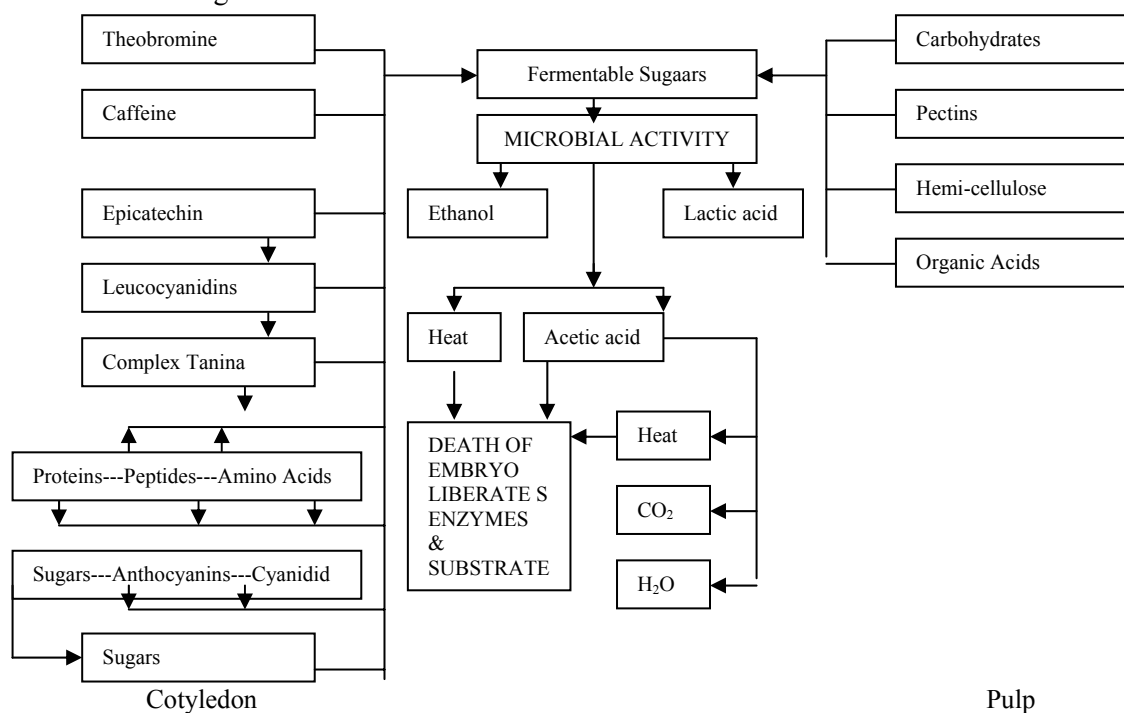 Theobromine
Caffeine
Epicatechin
Leucocyanidins
Complex Tanina
Proteins---Peptides---Amino Acids
Sugars---Anthocyanins---Cyanidid
Sugars
Cotyledon
Fermentable Sugaars
MICROBIAL ACTIVITY
Ethanol
Lactic acid
Heat
Acetic acid
DEATH OF
EMBRYO
LIBERATE S
ENZYMES
&
SUBSTRATE
Heat
CO₂
H₂O
Carbohydrates
Pectins
Hemi-cellulose
Organic Acids
Pulp